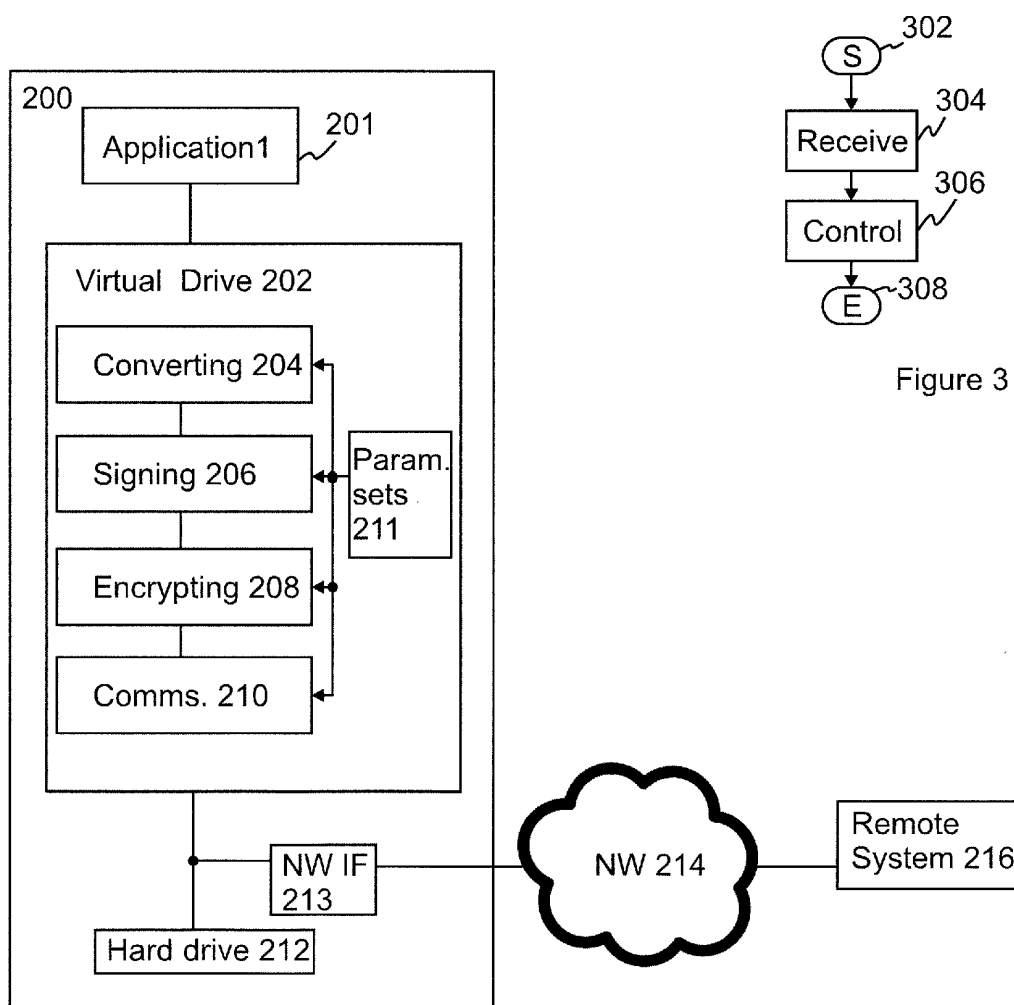 200
Application1
201
Virtual Drive 202
Converting 204
Signing 206
Encrypting 208
Comms. 210
Param.
sets
211
NW IF
213
Hard drive 212
NW 214
Remote
System 216
S
302
Receive
304
Control
306
E
308
Figure 3